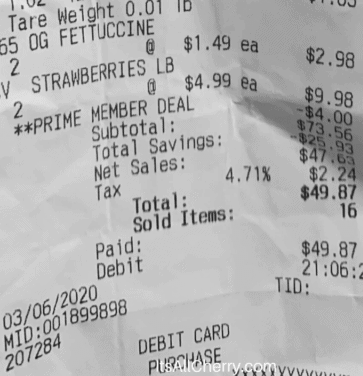 Tare Weight 0.01 lb
65 OG FETTUCCINE
2 @ $1.49 ea $2.98
V STRAWBERRIES LB
2 @ $4.99 ea $9.98
**PRIME MEMBER DEAL -$4.00
Subtotal: $73.56
Total Savings: -$25.93
Net Sales: $47.63
Tax 4.71% $2.24
Total: $49.87
Sold Items: 16
Paid:
Debit $49.87
21:06:2
03/06/2020 TID:
MID:001899898
207284
DEBIT CARD
PURCHASE
USAllCherry.com